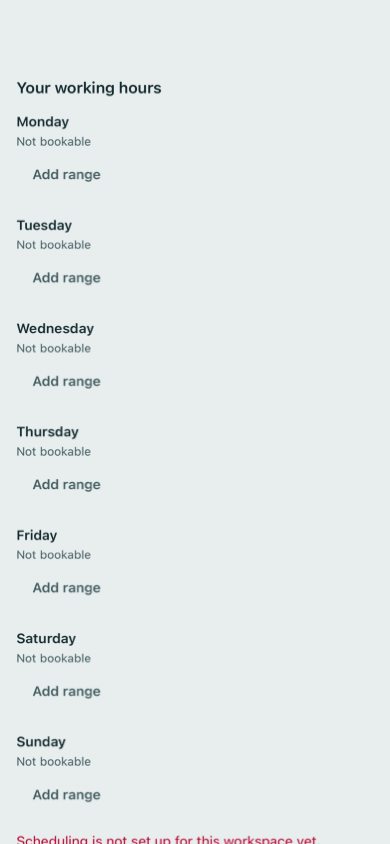 Your working hours
Monday
Not bookable
Add range
Tuesday
Not bookable
Add range
Wednesday
Not bookable
Add range
Thursday
Not bookable
Add range
Friday
Not bookable
Add range
Saturday
Not bookable
Add range
Sunday
Not bookable
Add range
Scheduling is not set up for this workspace yet